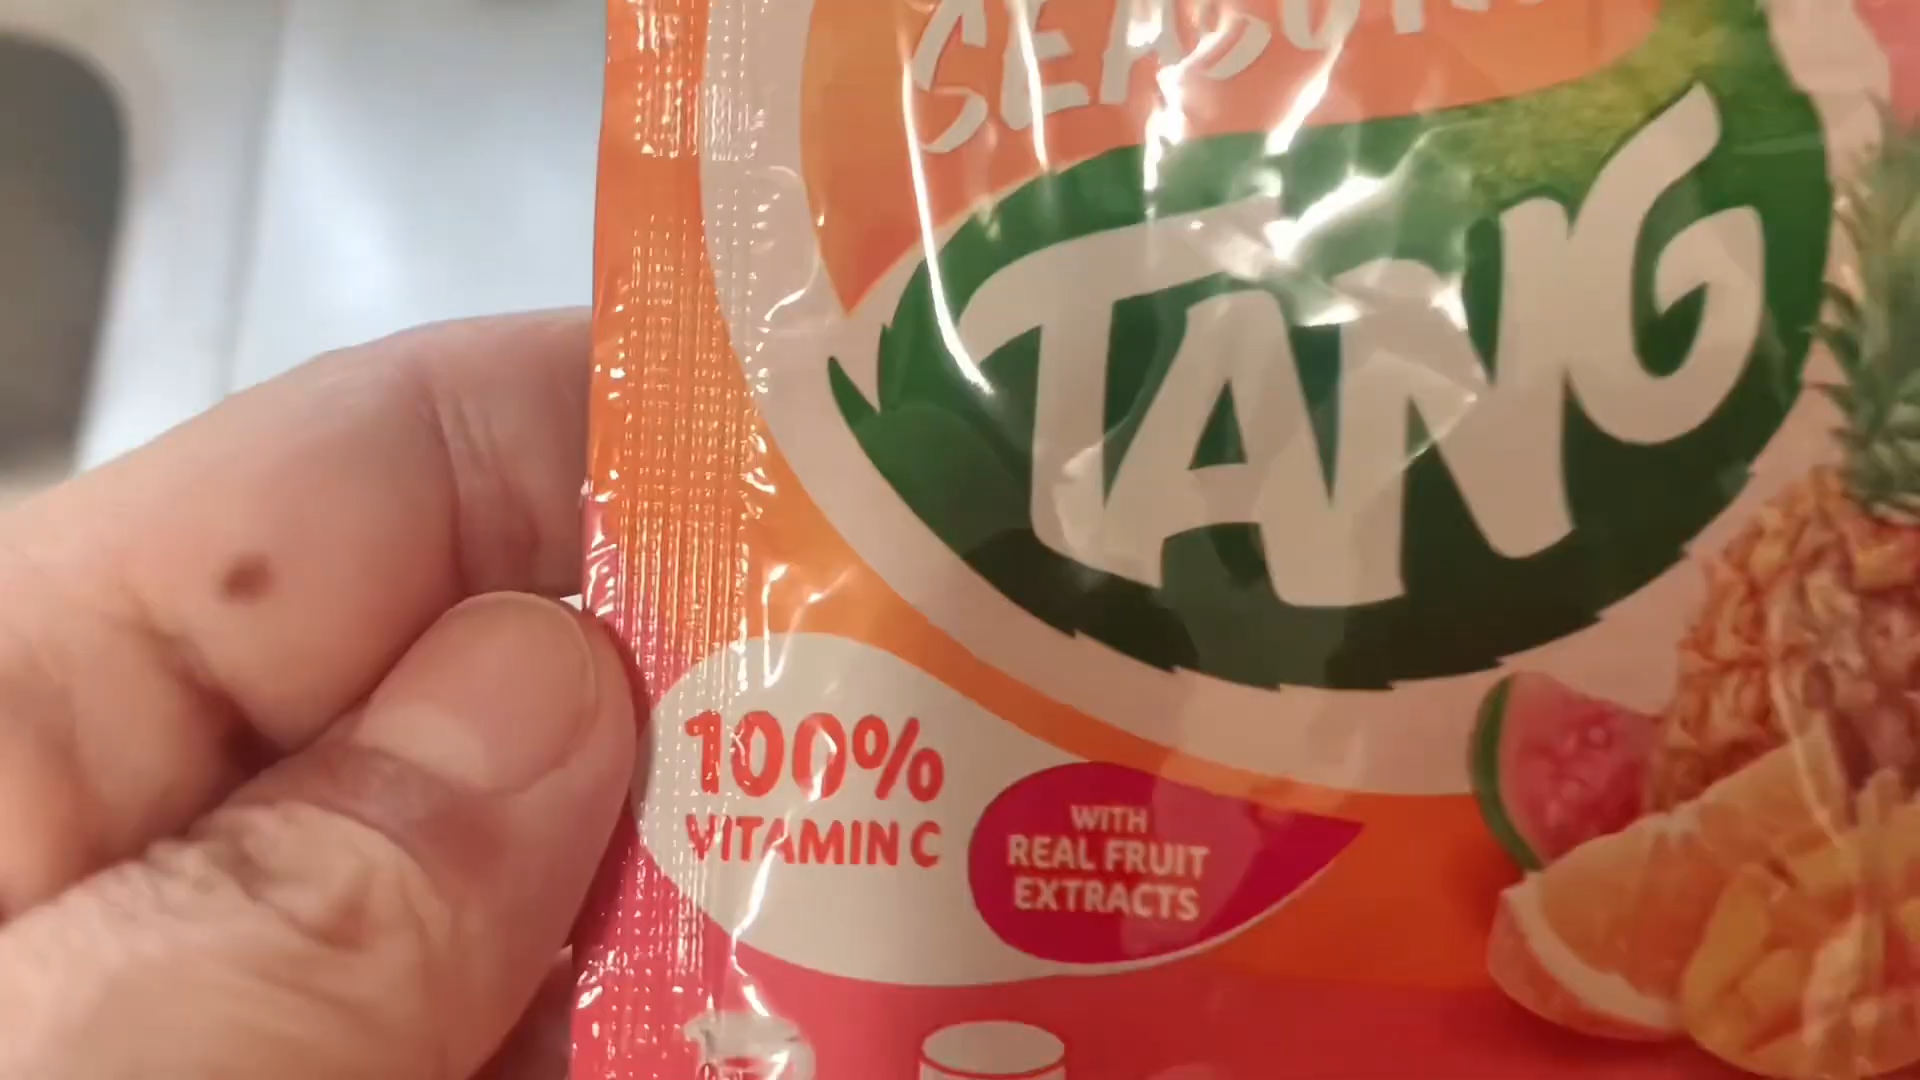 TANG
100%
VITAMIN C
WITH
REAL FRUIT
EXTRACTS